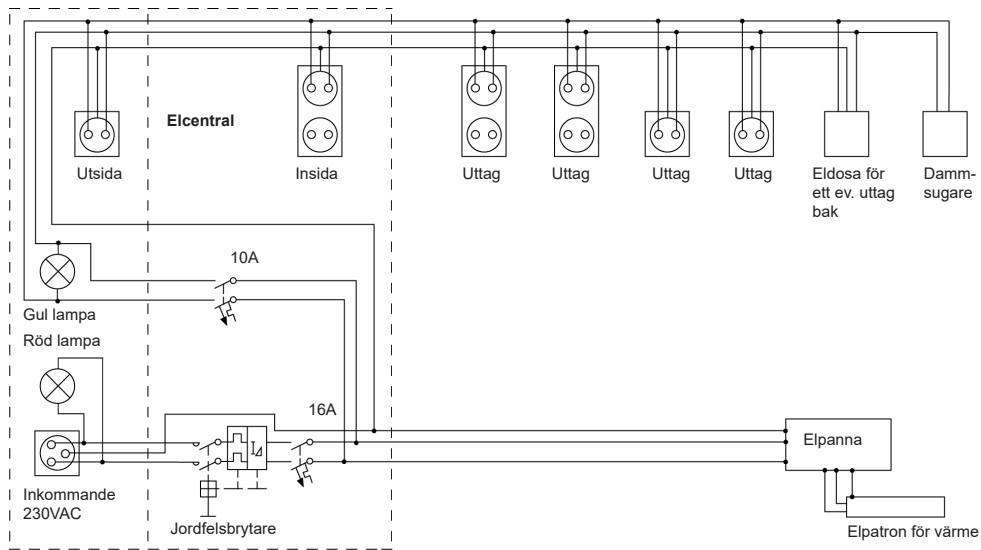 Elcentral
Utsida
Insida
Uttag
Uttag
Uttag
Uttag
Eldosa för
ett ev. uttag
bak
Damm-
sugare
10A
Gul lampa
Röd lampa
16A
Elpanna
Inkommande
230VAC
Jordfelsbrytare
Elpatron för värme